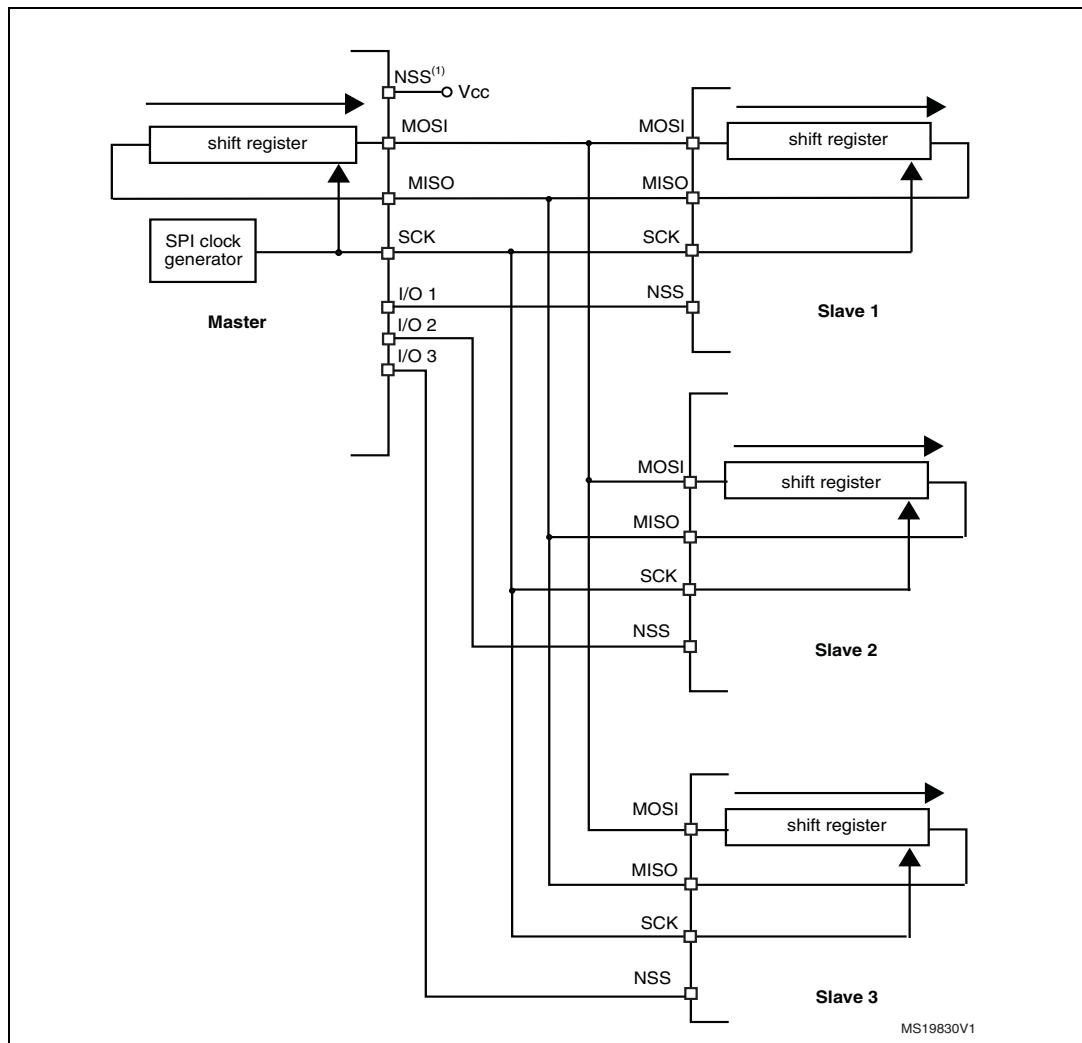 NSS(1)
Vcc
MOSI
MOSI
shift register
shift register
MISO
MISO
SPI clock
generator
SCK
SCK
I/O 1
NSS
Master
Slave 1
I/O 2
I/O 3
MOSI
shift register
MISO
SCK
NSS
Slave 2
MOSI
shift register
MISO
SCK
NSS
Slave 3
MS19830V1